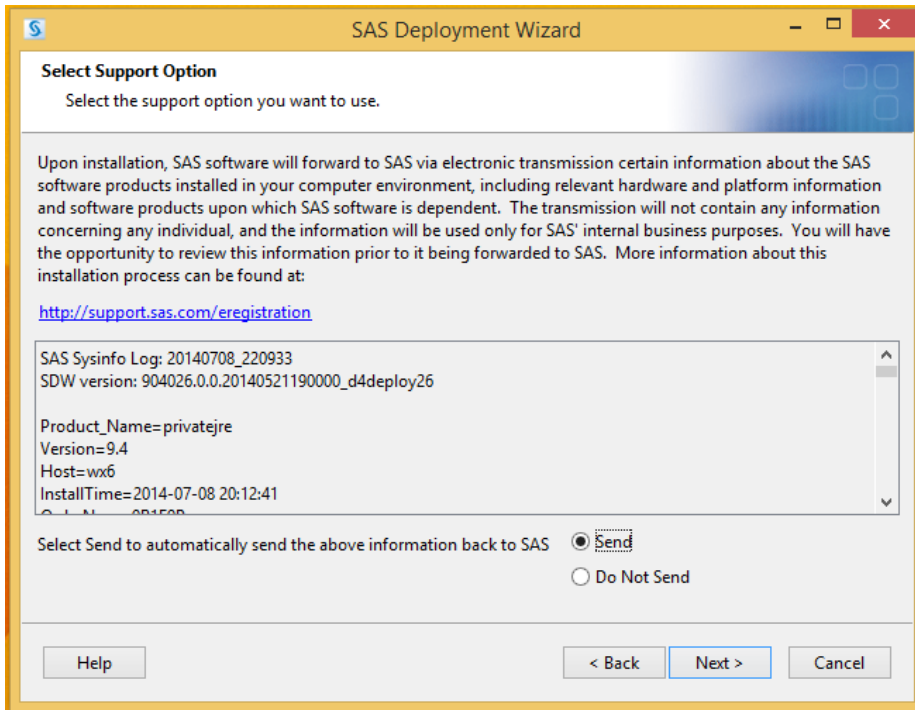 SAS Deployment Wizard
Select Support Option
Select the support option you want to use.
Upon installation, SAS software will forward to SAS via electronic transmission certain information about the SAS
software products installed in your computer environment, including relevant hardware and platform information
and software products upon which SAS software is dependent.  The transmission will not contain any information
concerning any individual, and the information will be used only for SAS' internal business purposes.  You will have
the opportunity to review this information prior to it being forwarded to SAS.  More information about this
installation process can be found at:
http://support.sas.com/eregistration
SAS Sysinfo Log: 20140708_220933
SDW version: 904026.0.0.20140521190000_d4deploy26
Product_Name=privatejre
Version=9.4
Host=wx6
InstallTime=2014-07-08 20:12:41
Select Send to automatically send the above information back to SAS
Send
Do Not Send
Help
< Back
Next >
Cancel